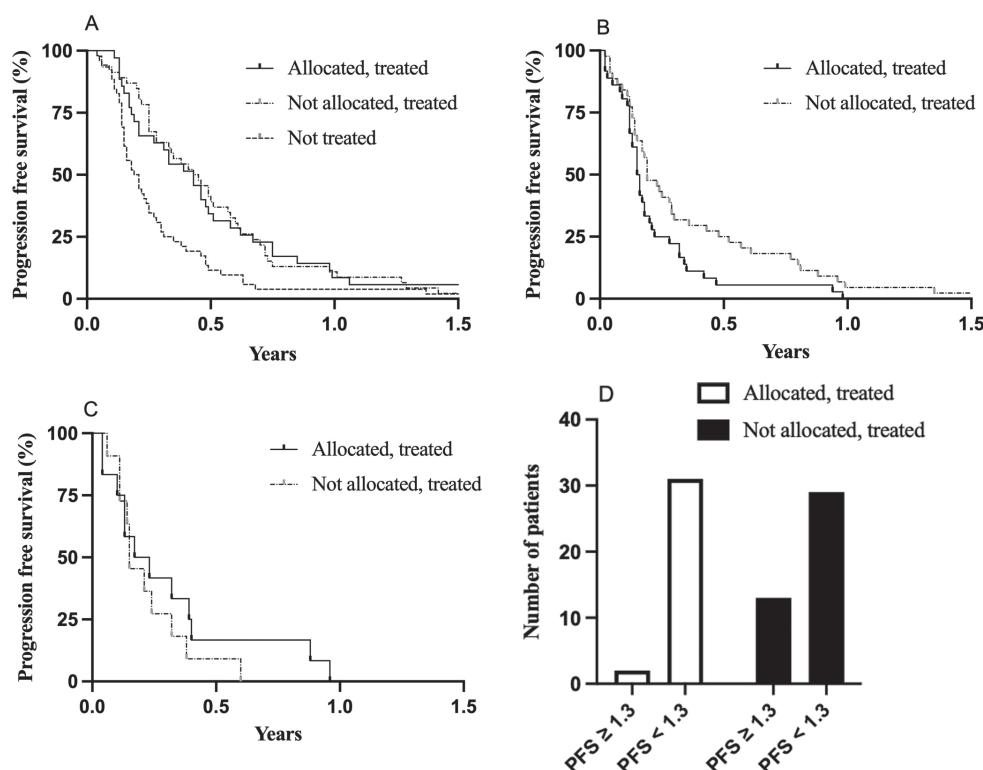 A
Progression free survival (%)
100
75
50
25
0
Allocated, treated
Not allocated, treated
Not treated
0.0 0.5 1.0 1.5
Years
B
Progression free survival (%)
100
75
50
25
0
Allocated, treated
Not allocated, treated
0.0 0.5 1.0 1.5
Years
C
Progression free survival (%)
100
75
50
25
0
Allocated, treated
Not allocated, treated
0.0 0.5 1.0 1.5
Years
D
Allocated, treated
Not allocated, treated
Number of patients
40
30
20
10
0
PFS ≥ 1.3
PFS < 1.3
PFS ≥ 1.3
PFS < 1.3